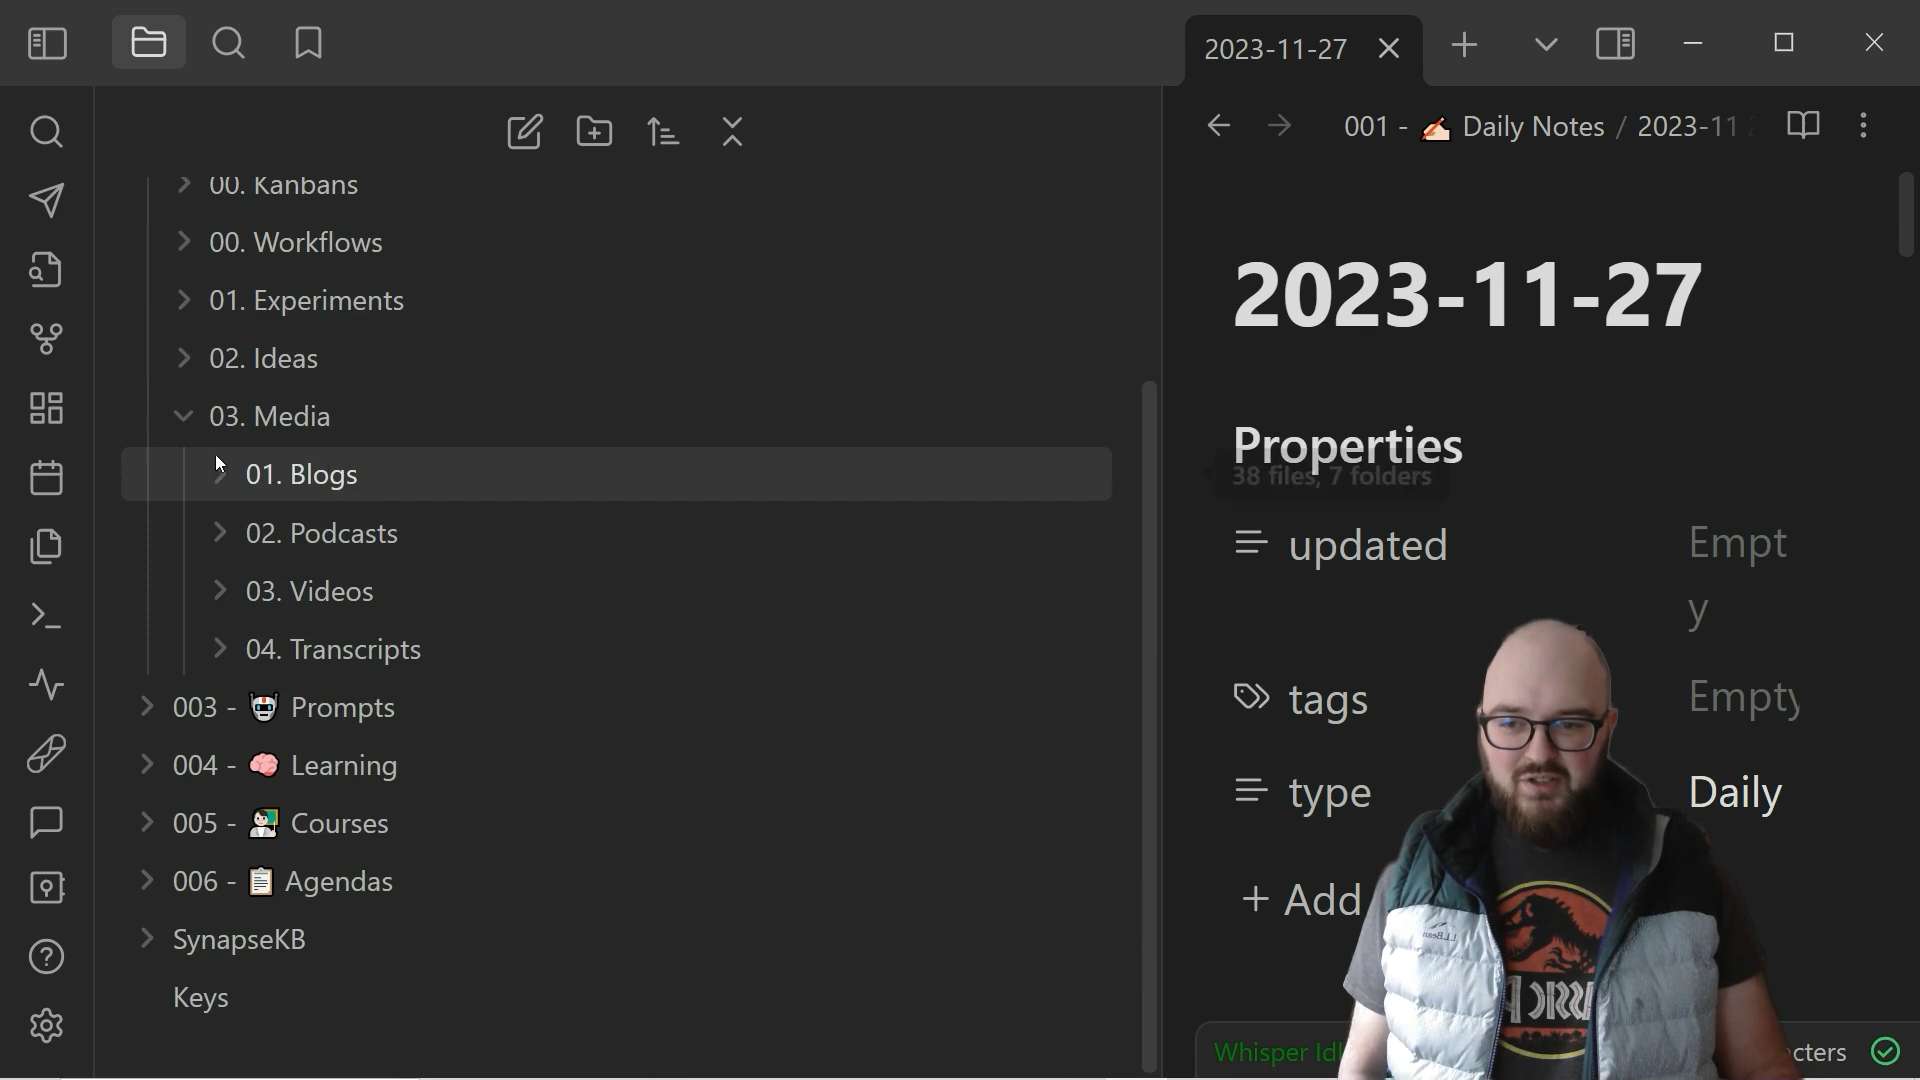 2023-11-27
001 - ✍🏻 Daily Notes / 2023-11
00. Kanbans
00. Workflows
01. Experiments
02. Ideas
03. Media
01. Blogs
02. Podcasts
03. Videos
04. Transcripts
003 - 🤖 Prompts
004 - 🧠 Learning
005 - 👨🏻‍🏫 Courses
006 - 📋 Agendas
SynapseKB
Keys
2023-11-27
Properties
38 files, 7 folders
updated
Empt
y
tags
Empty
type
Daily
+ Add
L.L.Bean
Whisper Idl
cters